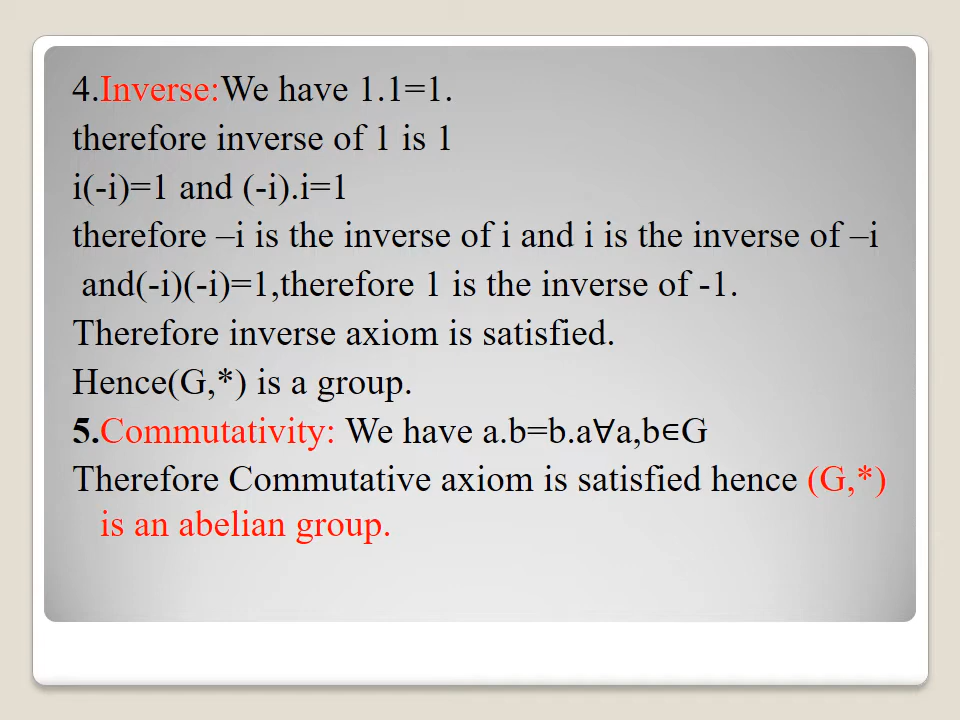 4.Inverse:We have 1.1=1.
therefore inverse of 1 is 1
i(-i)=1 and (-i).i=1
therefore –i is the inverse of i and i is the inverse of –i
and(-i)(-i)=1,therefore 1 is the inverse of -1.
Therefore inverse axiom is satisfied.
Hence(G,*) is a group.
5.Commutativity: We have a.b=b.a∀a,b∈G
Therefore Commutative axiom is satisfied hence (G,*)
is an abelian group.